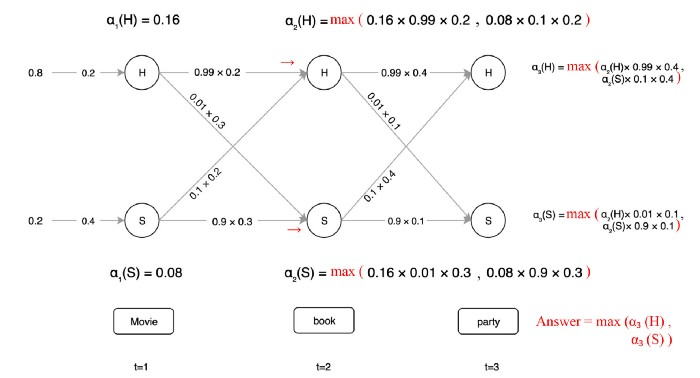 α₁(H) = 0.16
α₂(H) = max ( 0.16 × 0.99 × 0.2 , 0.08 × 0.1 × 0.2 )
0.8
0.2
H
0.99 × 0.2
→
H
0.99 × 0.4
H
α₃(H) = max ( α₂(H)× 0.99 × 0.4 ,
α₂(S)× 0.1 × 0.4 )
0.01 × 0.3
0.01 × 0.1
0.1 × 0.2
0.1 × 0.4
0.2
0.4
S
0.9 × 0.3
→
S
0.9 × 0.1
S
α₃(S) = max ( α₂(H)× 0.01 × 0.1 ,
α₂(S)× 0.9 × 0.1 )
α₁(S) = 0.08
α₂(S) = max ( 0.16 × 0.01 × 0.3 , 0.08 × 0.9 × 0.3 )
Movie
book
party
Answer = max (α₃ (H) ,
α₃ (S) )
t=1
t=2
t=3